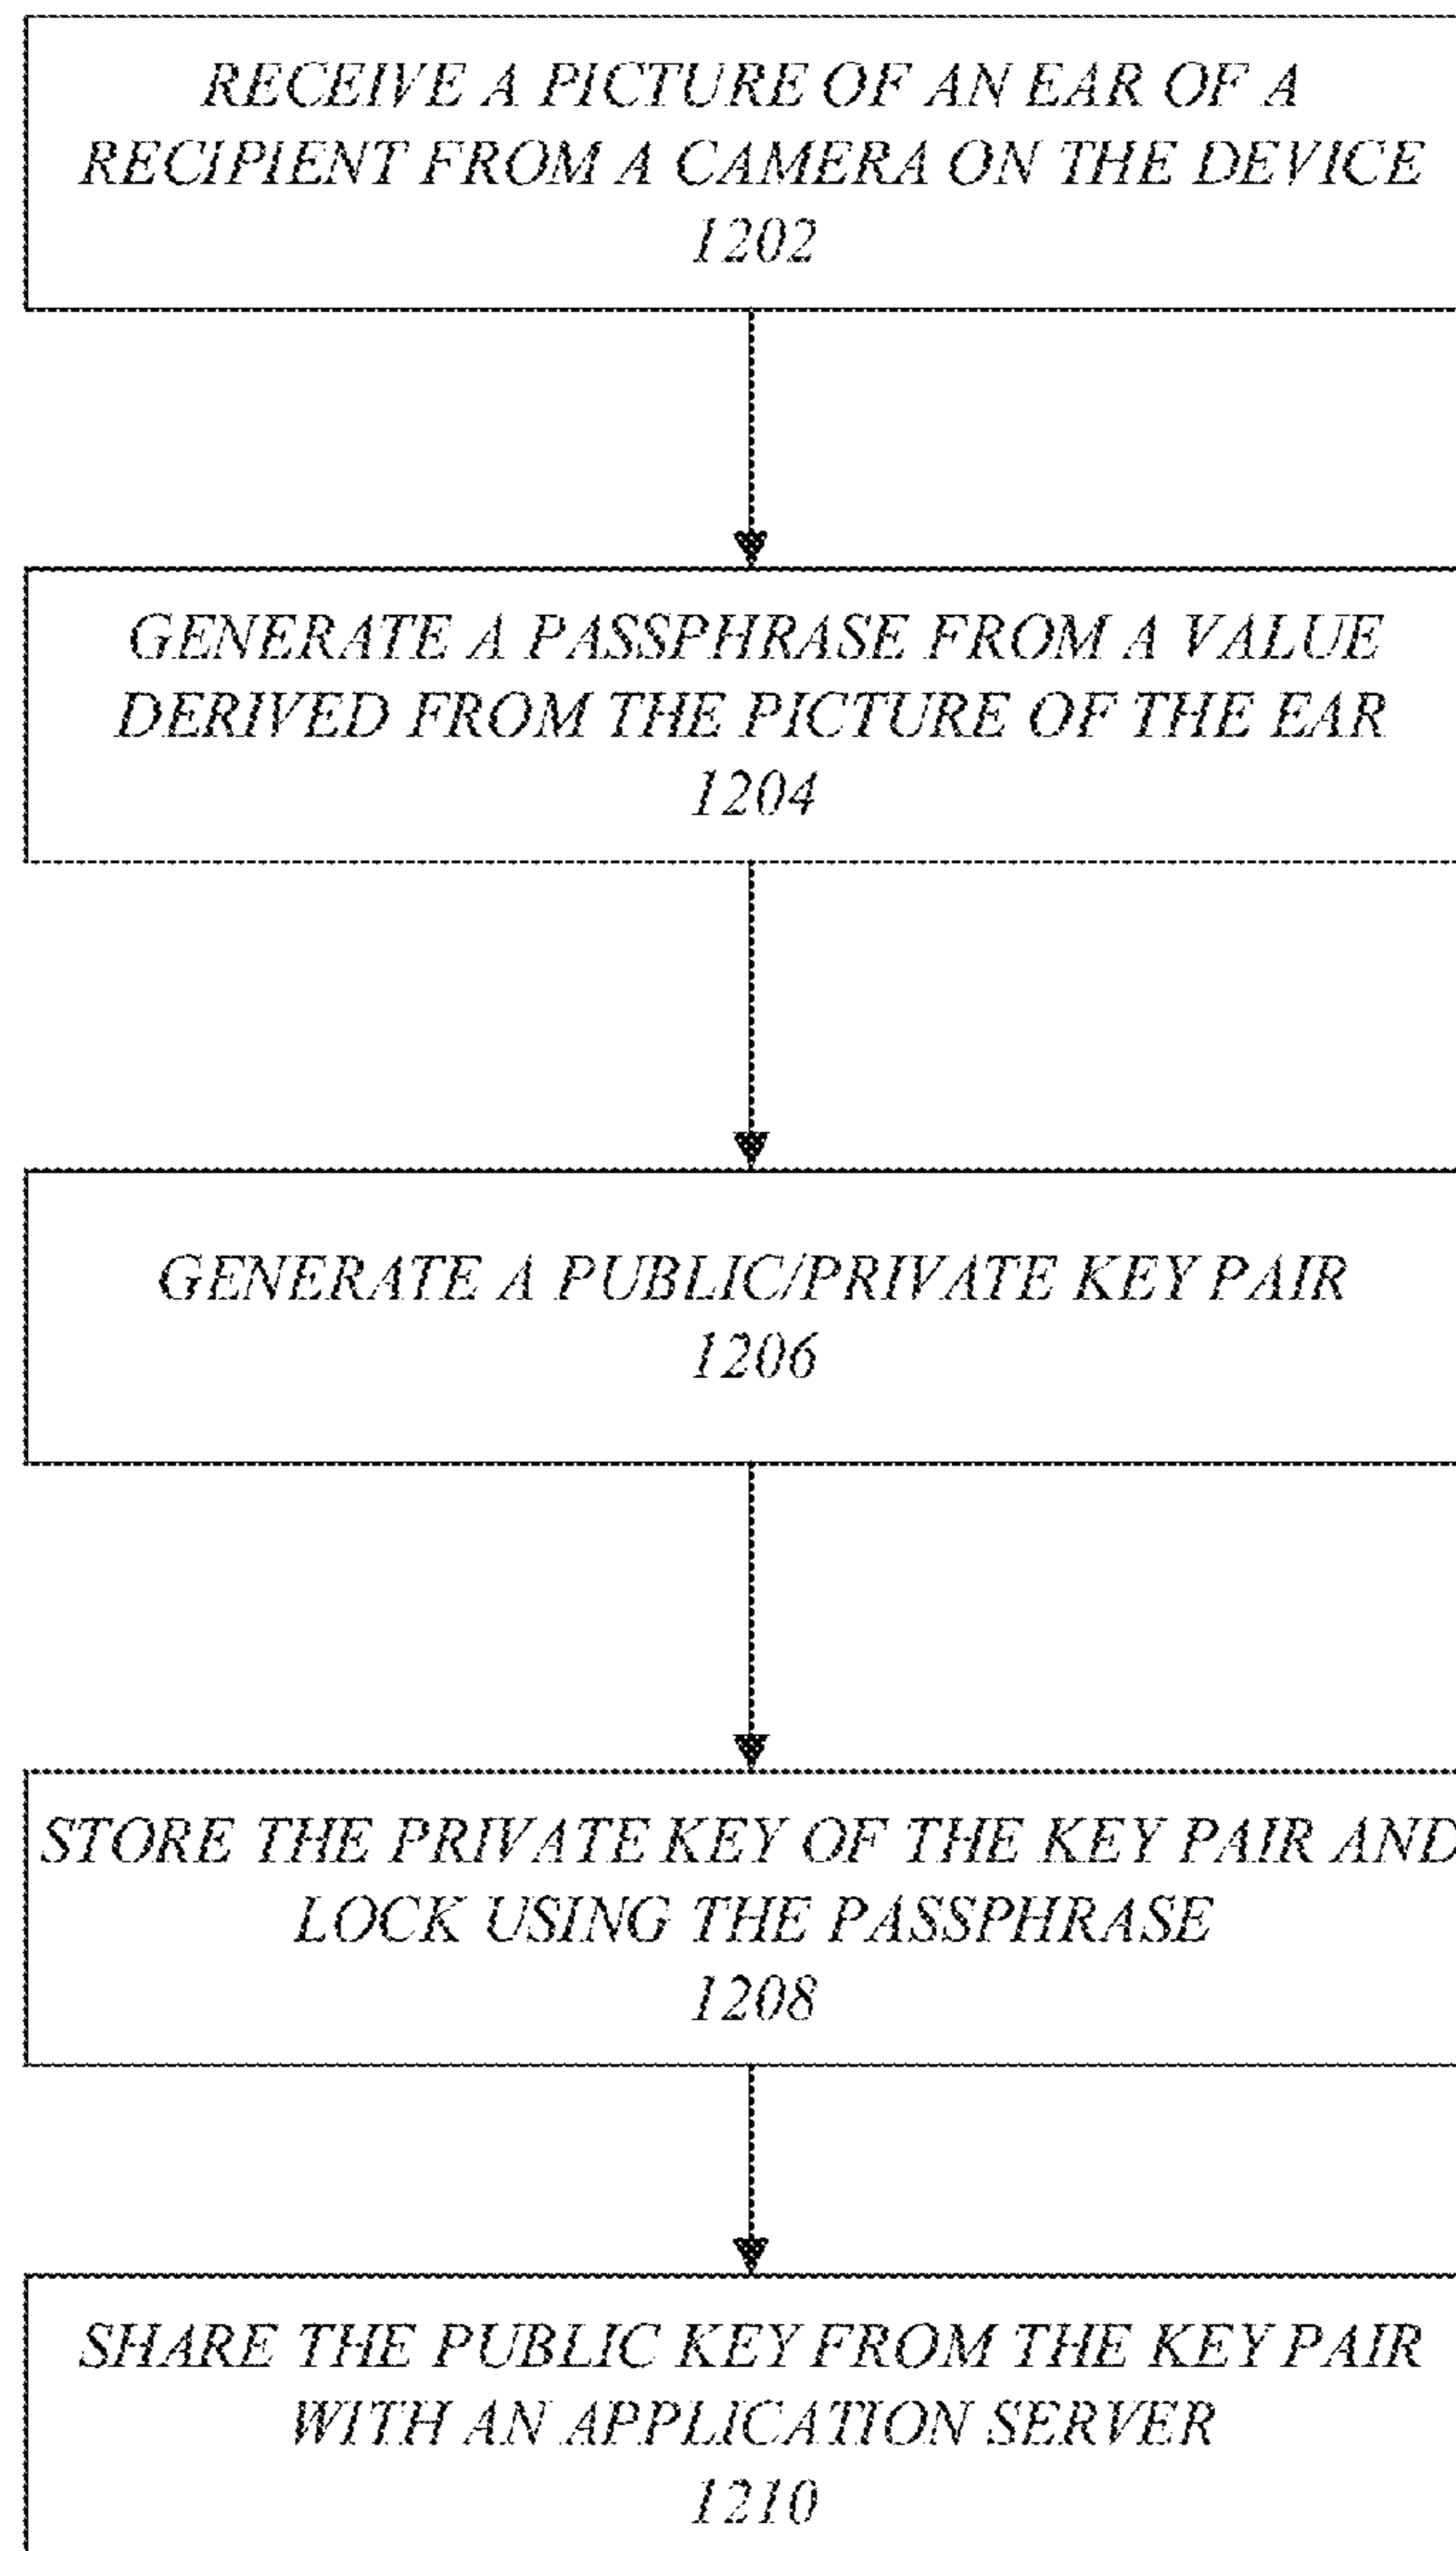 RECEIVE A PICTURE OF AN EAR OF A
RECIPIENT FROM A CAMERA ON THE DEVICE
1202
GENERATE A PASSPHRASE FROM A VALUE
DERIVED FROM THE PICTURE OF THE EAR
1204
GENERATE A PUBLIC/PRIVATE KEY PAIR
1206
STORE THE PRIVATE KEY OF THE KEY PAIR AND
LOCK USING THE PASSPHRASE
1208
SHARE THE PUBLIC KEY FROM THE KEY PAIR
WITH AN APPLICATION SERVER
1210